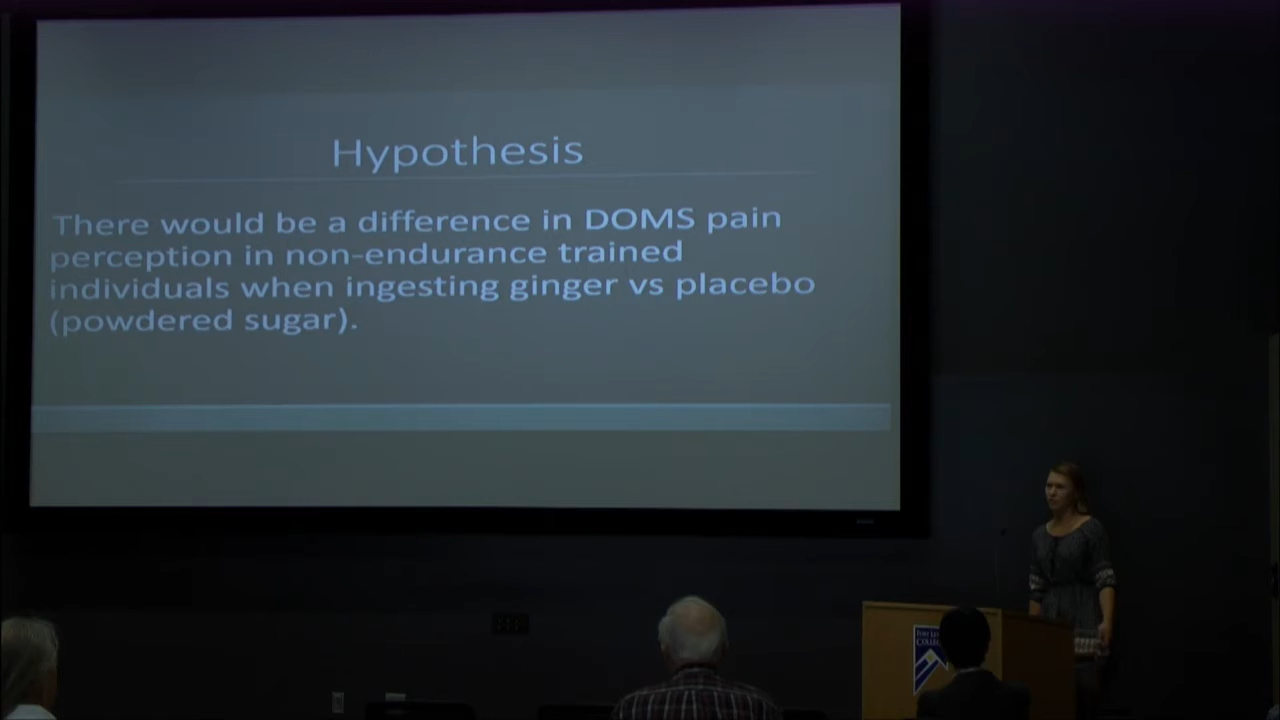 Hypothesis
There would be a difference in DOMS pain
perception in non-endurance trained
individuals when ingesting ginger vs placebo
(powdered sugar).